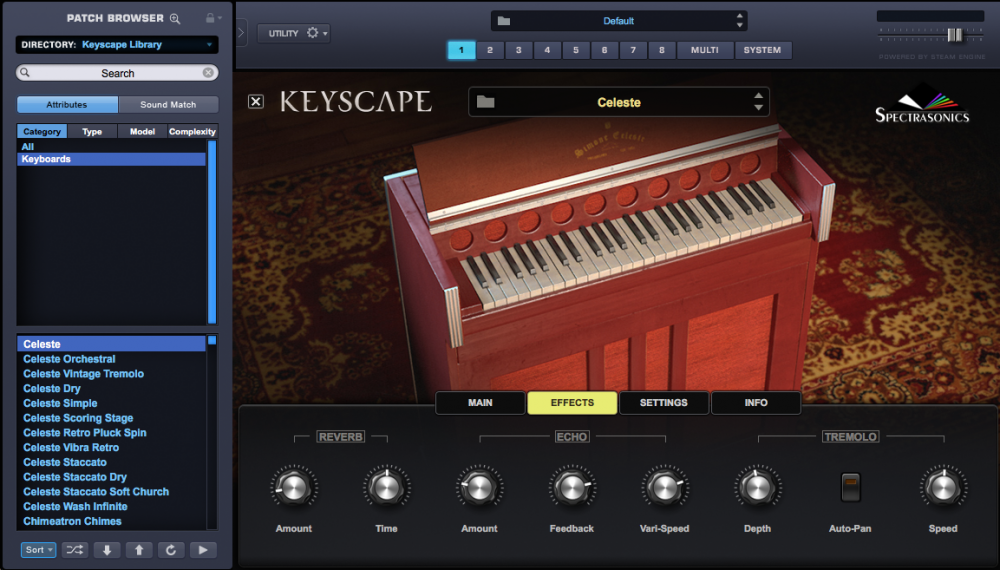 PATCH BROWSER
DIRECTORY: Keyscape Library
Search
Attributes Sound Match
Category Type Model Complexity
All
Keyboards
Celeste
Celeste Orchestral
Celeste Vintage Tremolo
Celeste Dry
Celeste Simple
Celeste Scoring Stage
Celeste Retro Pluck Spin
Celeste Vibra Retro
Celeste Staccato
Celeste Staccato Dry
Celeste Staccato Soft Church
Celeste Wash Infinite
Chimeatron Chimes
Sort
UTILITY
Default
1 2 3 4 5 6 7 8 MULTI SYSTEM
POWERED BY STEAM ENGINE
KEYSCAPE
Celeste
SPECTRASONICS
MAIN EFFECTS SETTINGS INFO
REVERB ECHO TREMOLO
Amount Time Amount Feedback Vari-Speed Depth Auto-Pan Speed